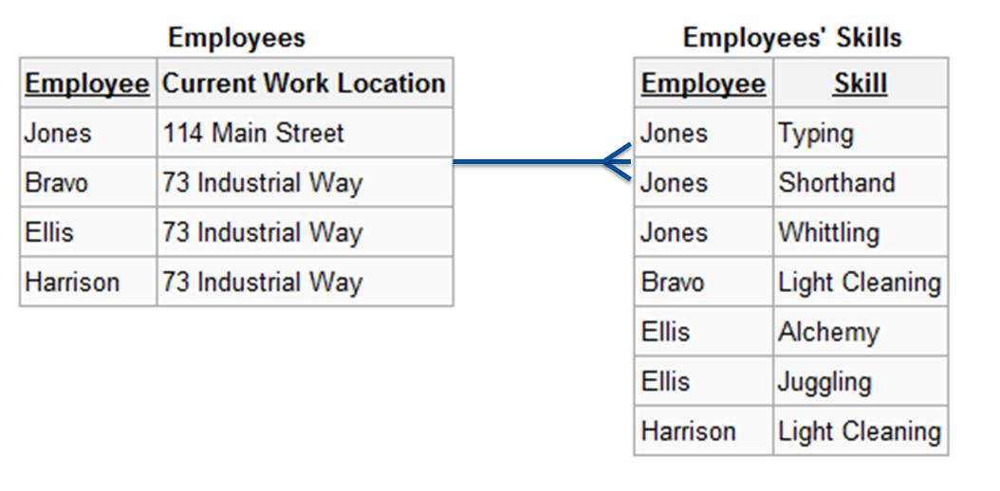 Employees
Employee Current Work Location
Jones 114 Main Street
Bravo 73 Industrial Way
Ellis 73 Industrial Way
Harrison 73 Industrial Way
Employees' Skills
Employee Skill
Jones Typing
Jones Shorthand
Jones Whittling
Bravo Light Cleaning
Ellis Alchemy
Ellis Juggling
Harrison Light Cleaning